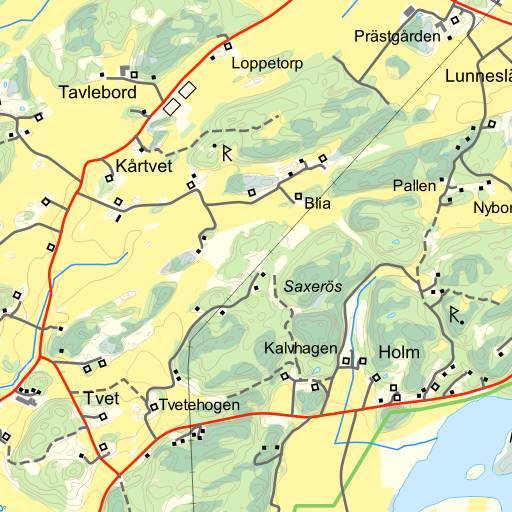 Prästgården
Loppetorp
Lunneslä
Tavlebord
Kårtvet
R
Pallen
Blia
Nybor
Saxerös
R.
Kalvhagen
Holm
Tvet
Tvetehogen